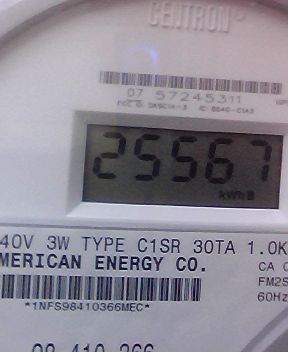 CENTRON®
07 57245311
25567
kWh
40V 3W TYPE C1SR 30TA 1.0K
MERICAN ENERGY CO.
CA 0
FM2S
60Hz
*1NFS98410366MEC*